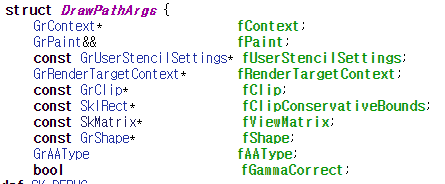 struct DrawPathArgs {
GrContext* fContext;
GrPaint&& fPaint;
const GrUserStencilSettings* fUserStencilSettings;
GrRenderTargetContext* fRenderTargetContext;
const GrClip* fClip;
const SkIRect* fClipConservativeBounds;
const SkMatrix* fViewMatrix;
const GrShape* fShape;
GrAAType fAAType;
bool fGammaCorrect;